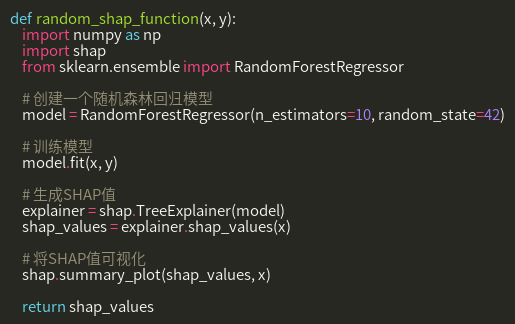 def random_shap_function(x, y):
import numpy as np
import shap
from sklearn.ensemble import RandomForestRegressor
# 创建一个随机森林回归模型
model = RandomForestRegressor(n_estimators=10, random_state=42)
# 训练模型
model.fit(x, y)
# 生成SHAP值
explainer = shap.TreeExplainer(model)
shap_values = explainer.shap_values(x)
# 将SHAP值可视化
shap.summary_plot(shap_values, x)
return shap_values